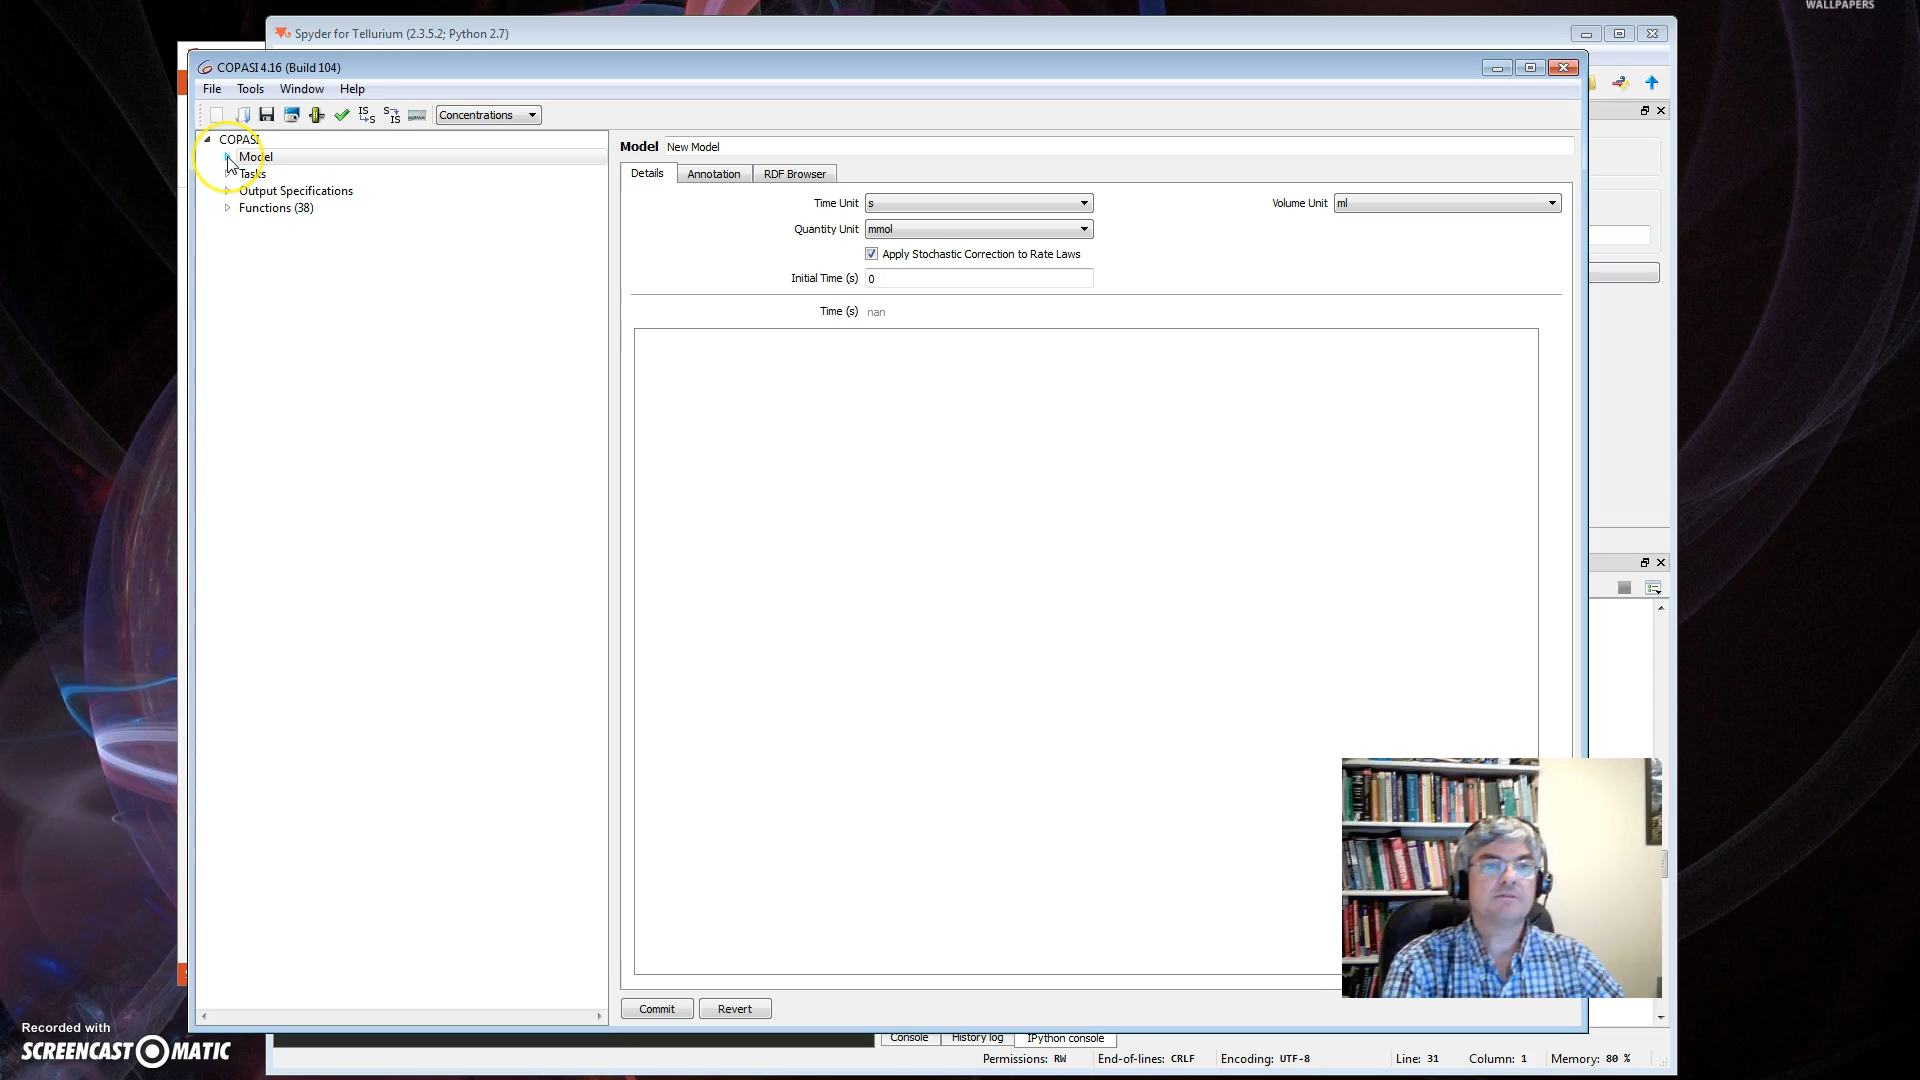 WALLPAPERS
Spyder for Tellurium (2.3.5.2; Python 2.7)
COPASI 4.16 (Build 104)
File Tools Window Help
IS S S IS Concentrations
COPASI
Model
Tasks
Output Specifications
Functions (38)
Model New Model
Details Annotation RDF Browser
Time Unit s Volume Unit ml
Quantity Unit mmol
Apply Stochastic Correction to Rate Laws
Initial Time (s) 0
Time (s) nan
Commit Revert
Console History log IPython console
Permissions: RW End-of-lines: CRLF Encoding: UTF-8 Line: 31 Column: 1 Memory: 80 %
Recorded with
SCREENCAST O MATIC